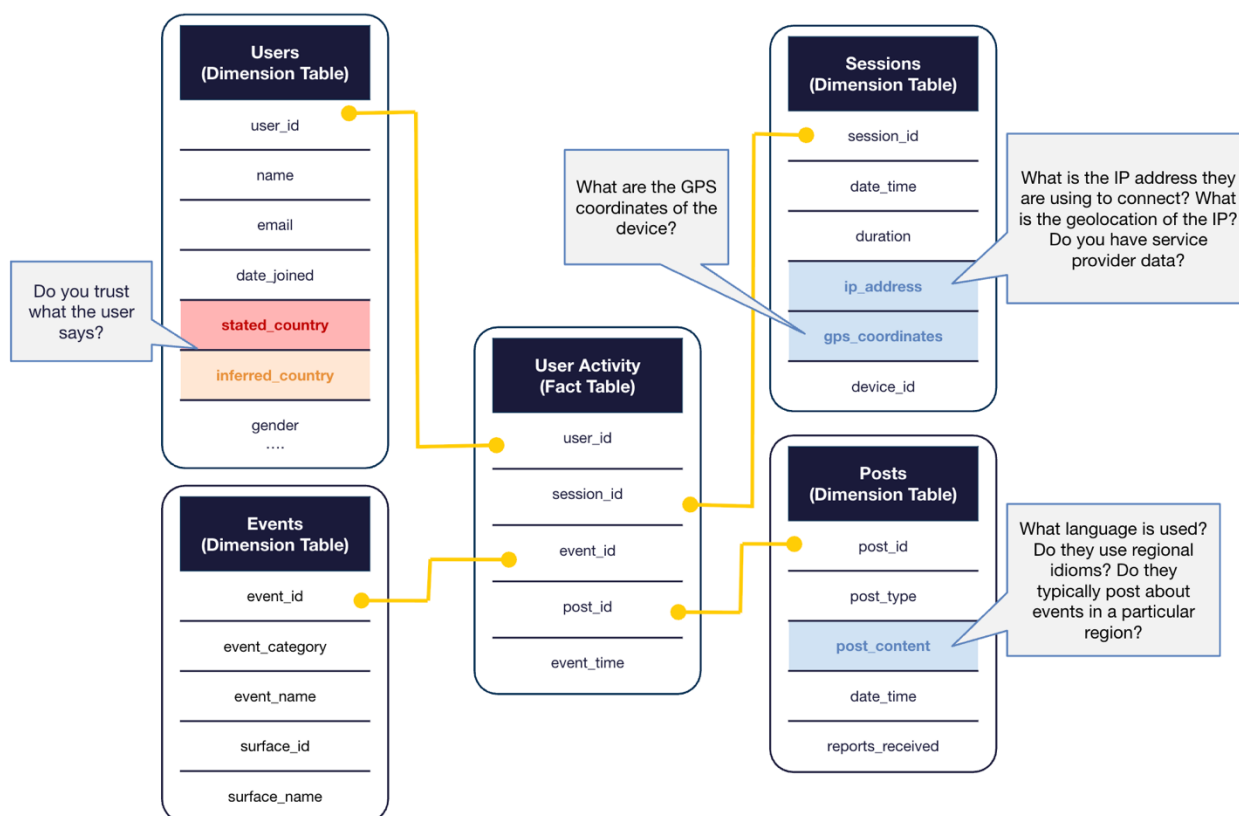 Users
(Dimension Table)
user_id
name
email
date_joined
stated_country
inferred_country
gender
....
Do you trust
what the user
says?
Events
(Dimension Table)
event_id
event_category
event_name
surface_id
surface_name
User Activity
(Fact Table)
user_id
session_id
event_id
post_id
event_time
What are the GPS
coordinates of the
device?
Sessions
(Dimension Table)
session_id
date_time
duration
ip_address
gps_coordinates
device_id
What is the IP address they
are using to connect? What
is the geolocation of the IP?
Do you have service
provider data?
Posts
(Dimension Table)
post_id
post_type
post_content
date_time
reports_received
What language is used?
Do they use regional
idioms? Do they
typically post about
events in a particular
region?